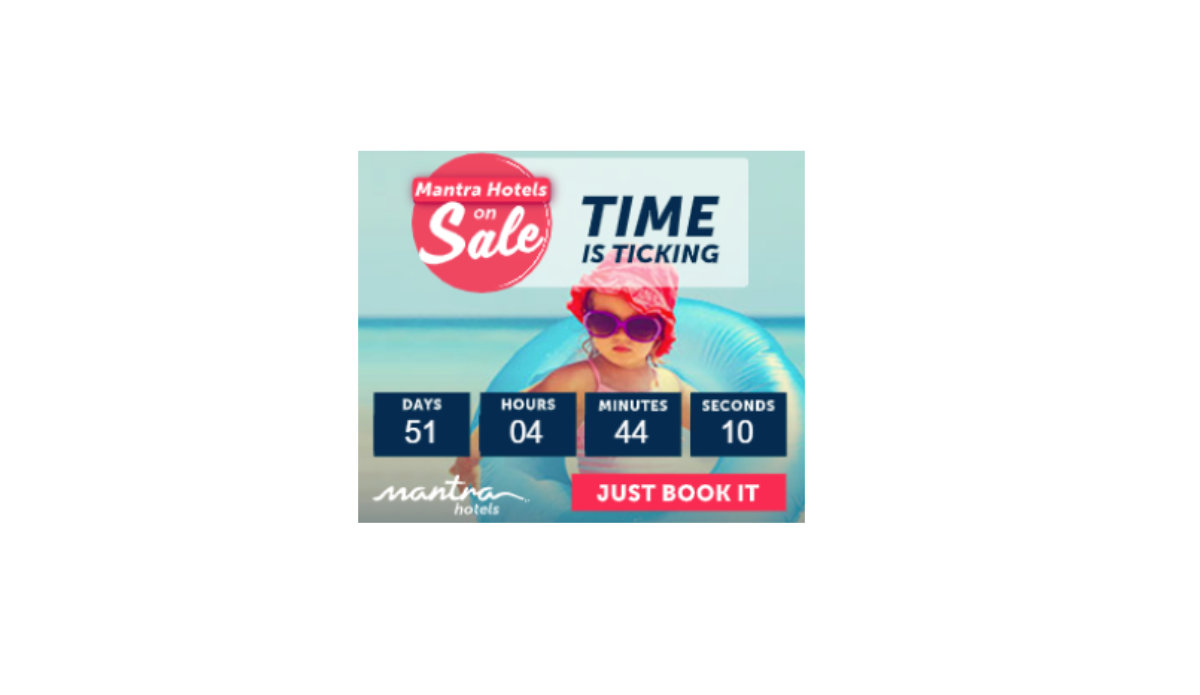 Mantra Hotels
on
Sale
TIME
IS TICKING
DAYS
51
HOURS
04
MINUTES
44
SECONDS
10
mantra
hotels
JUST BOOK IT